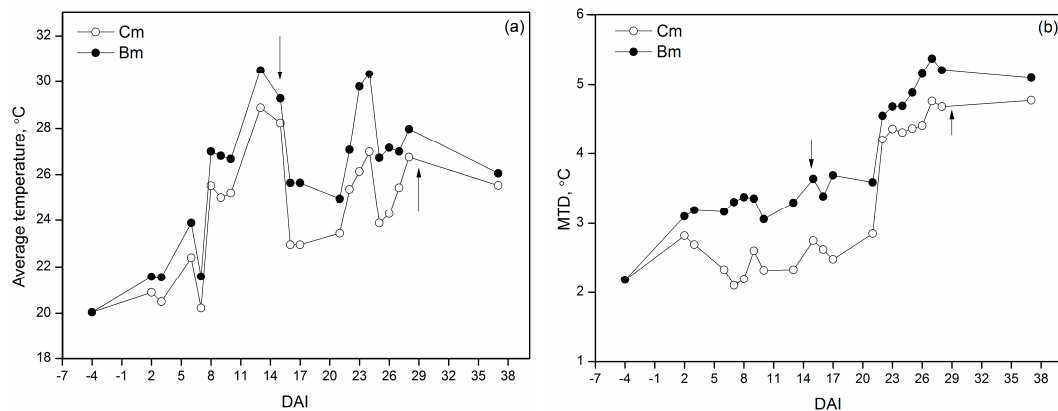 (a)
Cm
Bm
Average temperature, °C
32
30
28
26
24
22
20
18
-7 -4 -1 2 5 8 11 14 17 20 23 26 29 32 35 38
DAI
(b)
Cm
Bm
MTD, °C
6
5
4
3
2
1
-7 -4 -1 2 5 8 11 14 17 20 23 26 29 32 35 38
DAI